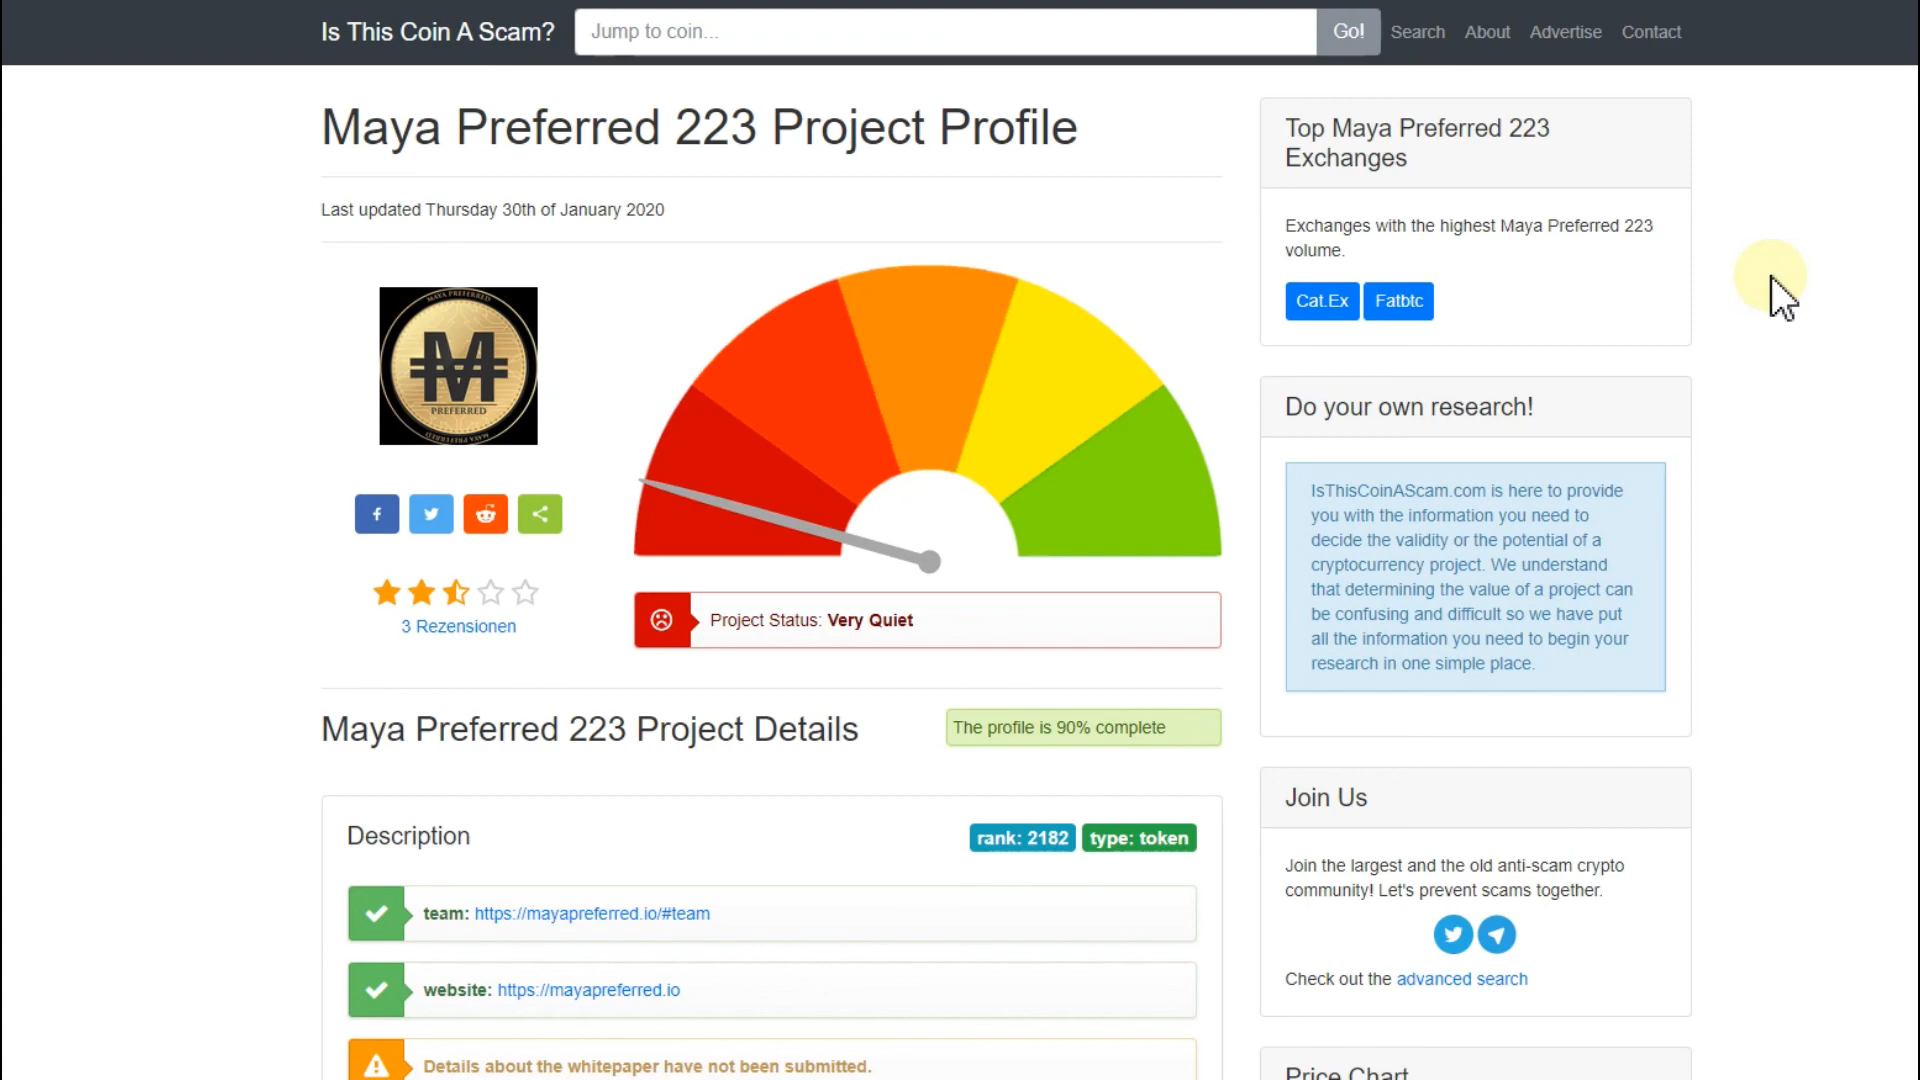 Is This Coin A Scam?
Jump to coin...
Go!
Search
About
Advertise
Contact
Maya Preferred 223 Project Profile
Last updated Thursday 30th of January 2020
MAYA PREFERRED
PREFERRED
MAYA PREFERRED
3 Rezensionen
Project Status: Very Quiet
Maya Preferred 223 Project Details
The profile is 90% complete
Description
rank: 2182
type: token
team: https://mayapreferred.io/#team
website: https://mayapreferred.io
Details about the whitepaper have not been submitted.
Top Maya Preferred 223
Exchanges
Exchanges with the highest Maya Preferred 223
volume.
Cat.Ex
Fatbtc
Do your own research!
IsThisCoinAScam.com is here to provide
you with the information you need to
decide the validity or the potential of a
cryptocurrency project. We understand
that determining the value of a project can
be confusing and difficult so we have put
all the information you need to begin your
research in one simple place.
Join Us
Join the largest and the old anti-scam crypto
community! Let's prevent scams together.
Check out the advanced search
Price Chart